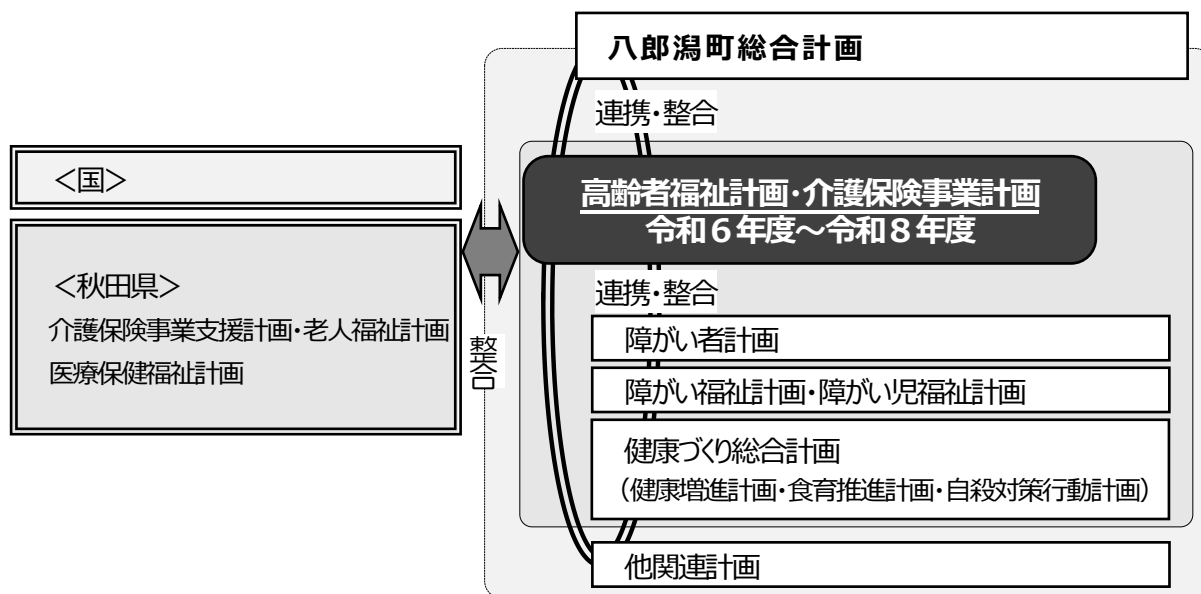 八郎潟町総合計画
連携・整合
<国>
高齢者福祉計画・介護保険事業計画
令和６年度～令和８年度
<秋田県>
介護保険事業支援計画・老人福祉計画
医療保健福祉計画
整合
連携・整合
障がい者計画
障がい福祉計画・障がい児福祉計画
健康づくり総合計画
（健康増進計画・食育推進計画・自殺対策行動計画）
他関連計画